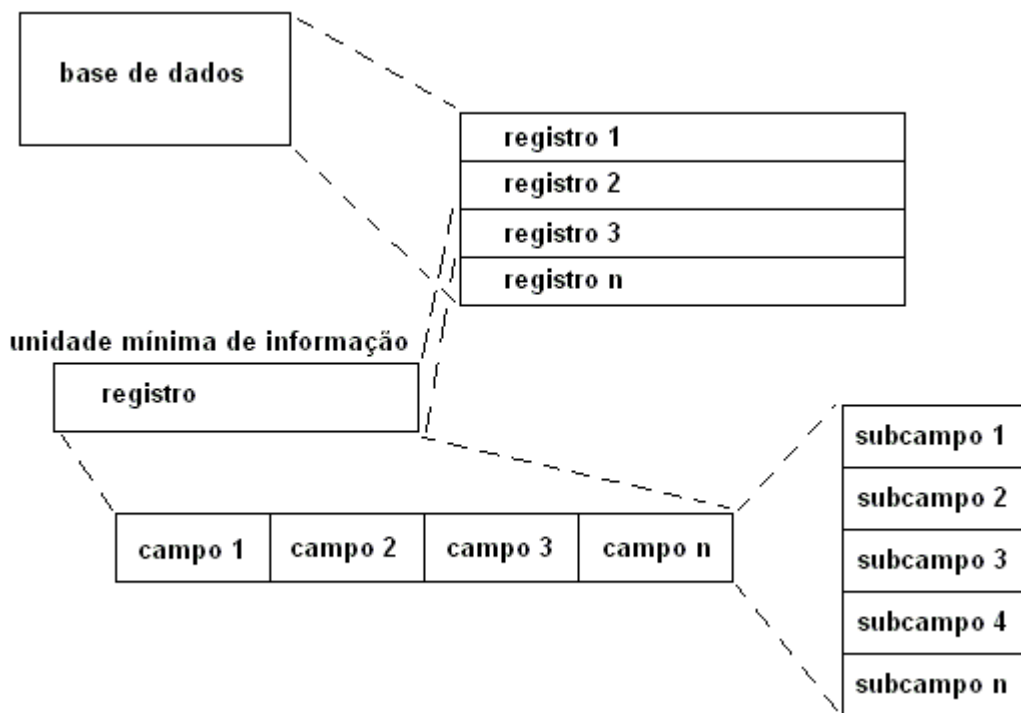 base de dados
registro 1
registro 2
registro 3
registro n
unidade mínima de informação
registro
campo 1
campo 2
campo 3
campo n
subcampo 1
subcampo 2
subcampo 3
subcampo 4
subcampo n